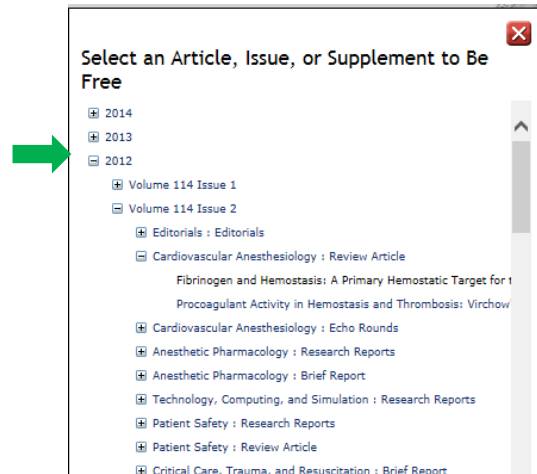 Select an Article, Issue, or Supplement to Be
Free
2014
2013
2012
Volume 114 Issue 1
Volume 114 Issue 2
Editorials : Editorials
Cardiovascular Anesthesiology : Review Article
Fibrinogen and Hemostasis: A Primary Hemostatic Target for
Procoagulant Activity in Hemostasis and Thrombosis: Virchow
Cardiovascular Anesthesiology : Echo Rounds
Anesthetic Pharmacology : Research Reports
Anesthetic Pharmacology : Brief Report
Technology, Computing, and Simulation : Research Reports
Patient Safety : Research Reports
Patient Safety : Review Article
Critical Care, Trauma, and Resuscitation : Brief Report